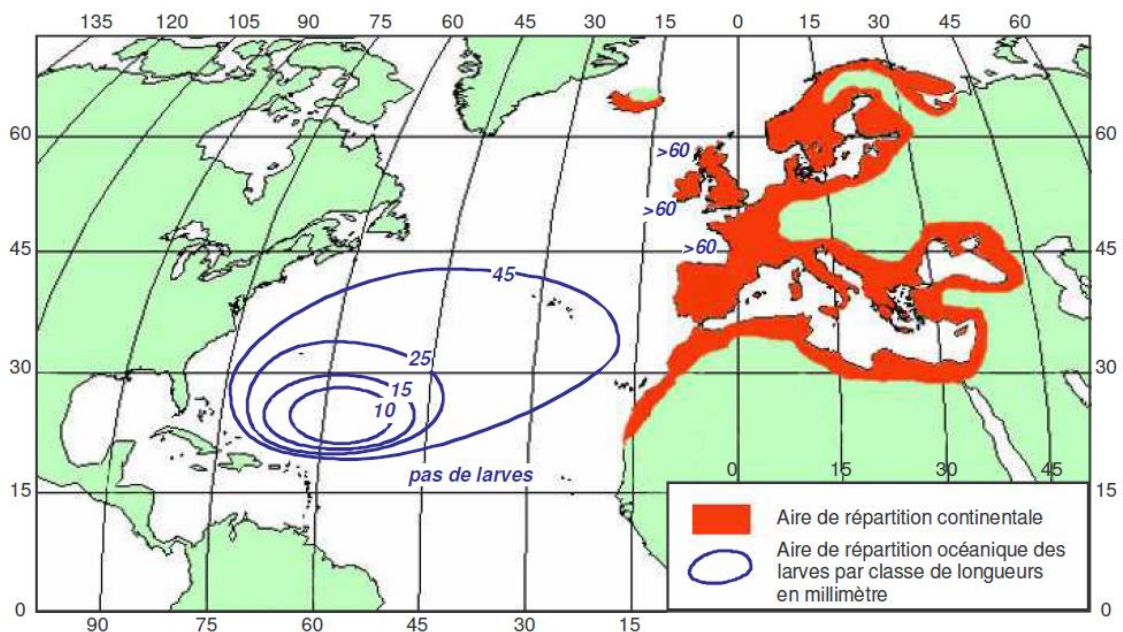 135 120 105 90 75 60 45 30 15 0 15 30 45 60
60 >60 60
>60
45 >60 45
45
25
30 30
15
10
pas de larves
0 15 30 45
15 15
Aire de répartition continentale
Aire de répartition océanique des
larves par classe de longueurs
en millimètre
0 0
90 75 60 45 30 15